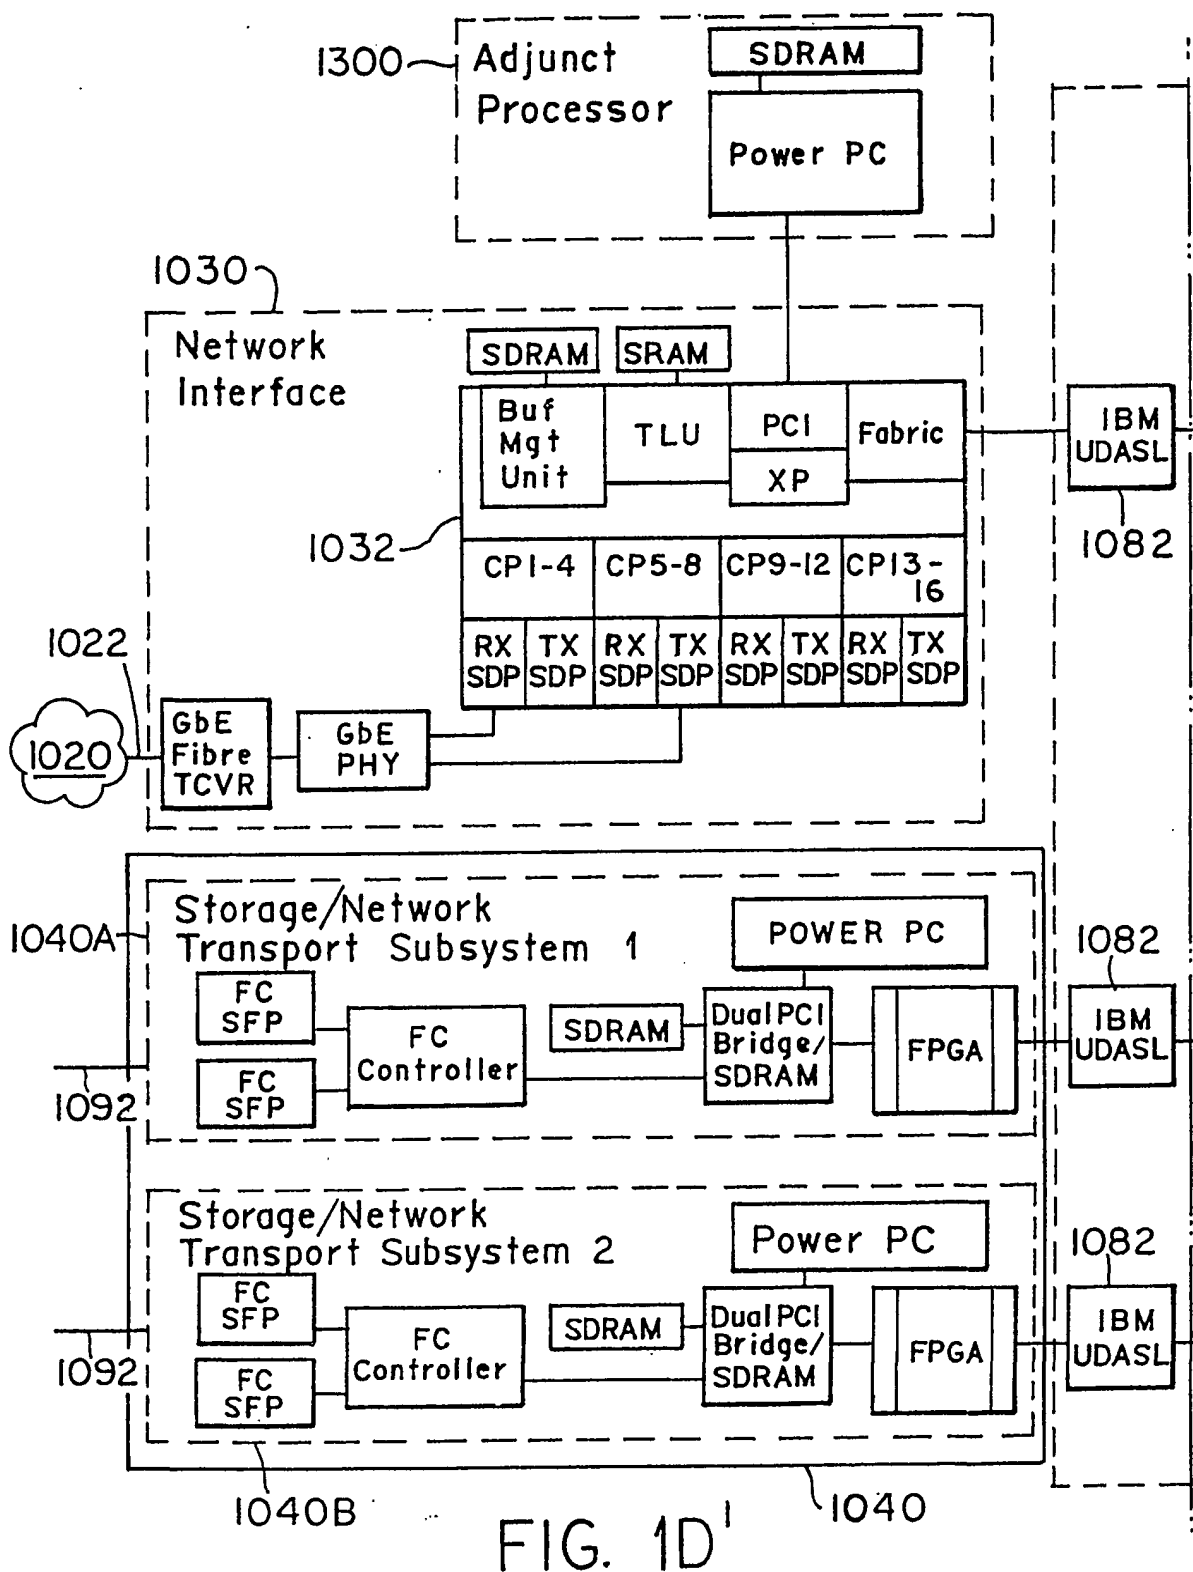 1300
Adjunct
Processor
SDRAM
Power PC
1030
Network
Interface
SDRAM
SRAM
Buf
Mgt
Unit
TLU
PCI
XP
Fabric
IBM
UDASL
1082
1032
CP1-4
CP5-8
CP9-12
CP13-
16
RX
SDP
TX
SDP
RX
SDP
TX
SDP
RX
SDP
TX
SDP
RX
SDP
TX
SDP
1022
1020
GbE
Fibre
TCVR
GbE
PHY
1040A
Storage/Network
Transport Subsystem 1
POWER PC
FC
SFP
FC
SFP
FC
Controller
SDRAM
Dual PCI
Bridge/
SDRAM
FPGA
1082
IBM
UDASL
1092
Storage/Network
Transport Subsystem 2
Power PC
FC
SFP
FC
SFP
FC
Controller
SDRAM
Dual PCI
Bridge/
SDRAM
FPGA
1082
IBM
UDASL
1092
1040B
1040
FIG. 1D'